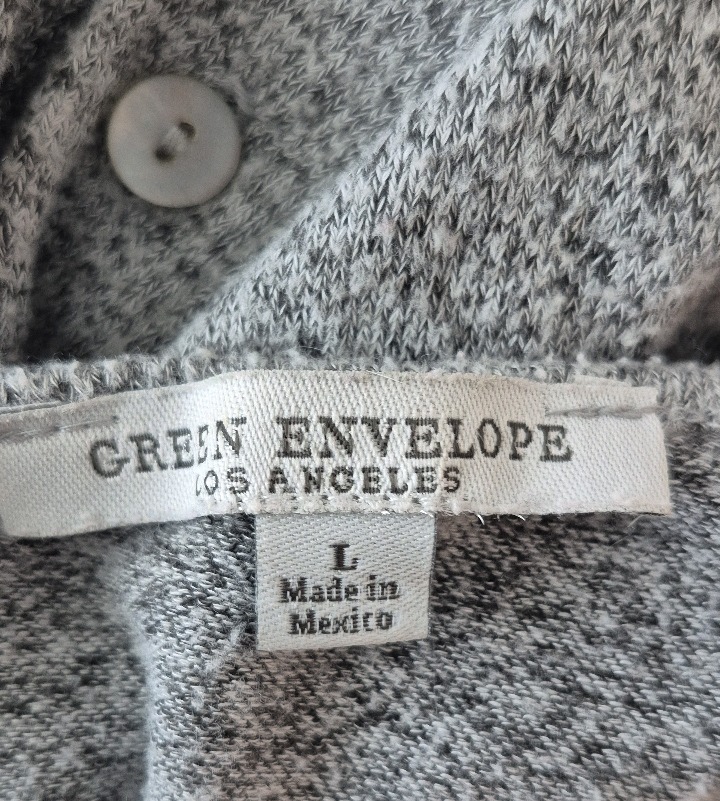 GREEN ENVELOPE
LOS ANGELES
L
Made in
Mexico